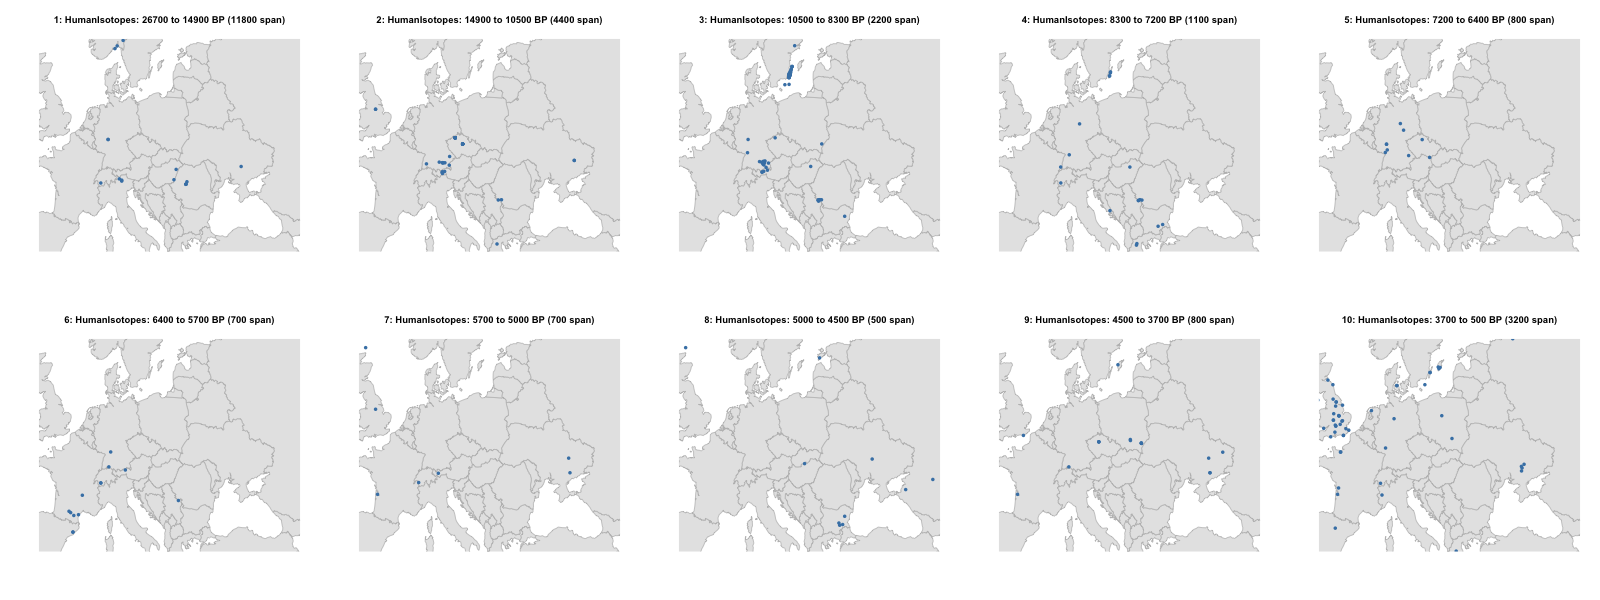 1: HumanIsotopes: 26700 to 14900 BP (11800 span)
2: HumanIsotopes: 14900 to 10500 BP (4400 span)
3: HumanIsotopes: 10500 to 8300 BP (2200 span)
4: HumanIsotopes: 8300 to 7200 BP (1100 span)
5: HumanIsotopes: 7200 to 6400 BP (800 span)
6: HumanIsotopes: 6400 to 5700 BP (700 span)
7: HumanIsotopes: 5700 to 5000 BP (700 span)
8: HumanIsotopes: 5000 to 4500 BP (500 span)
9: HumanIsotopes: 4500 to 3700 BP (800 span)
10: HumanIsotopes: 3700 to 500 BP (3200 span)